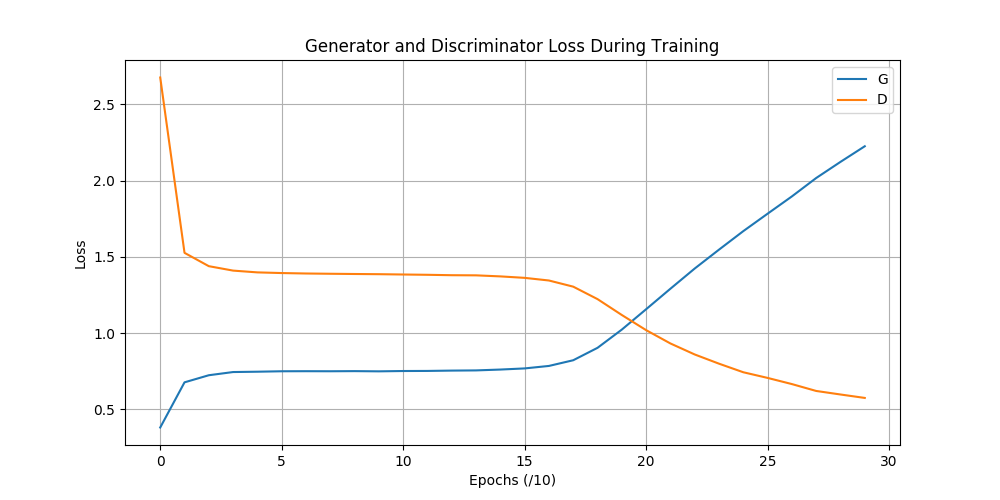 Generator and Discriminator Loss During Training
G
D
2.5
2.0
1.5
1.0
0.5
Loss
0 5 10 15 20 25 30
Epochs (/10)